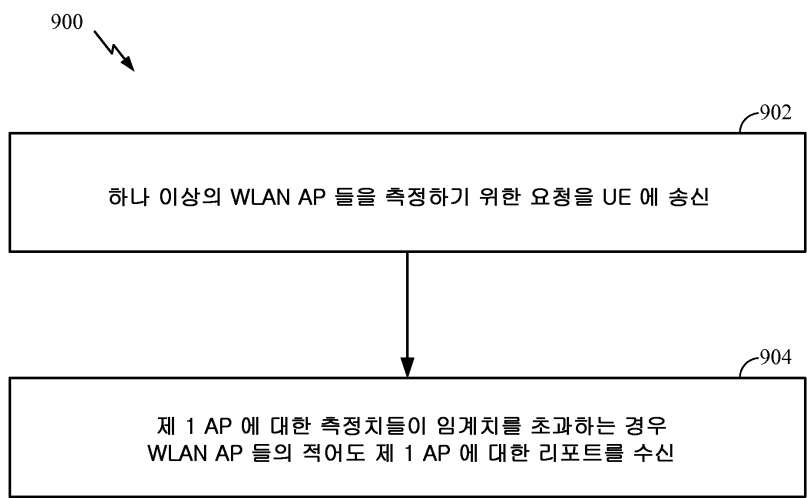 900
902
하나 이상의 WLAN AP 들을 측정하기 위한 요청을 UE 에 송신
904
제 1 AP 에 대한 측정치들이 임계치를 초과하는 경우
WLAN AP 들의 적어도 제 1 AP 에 대한 리포트를 수신